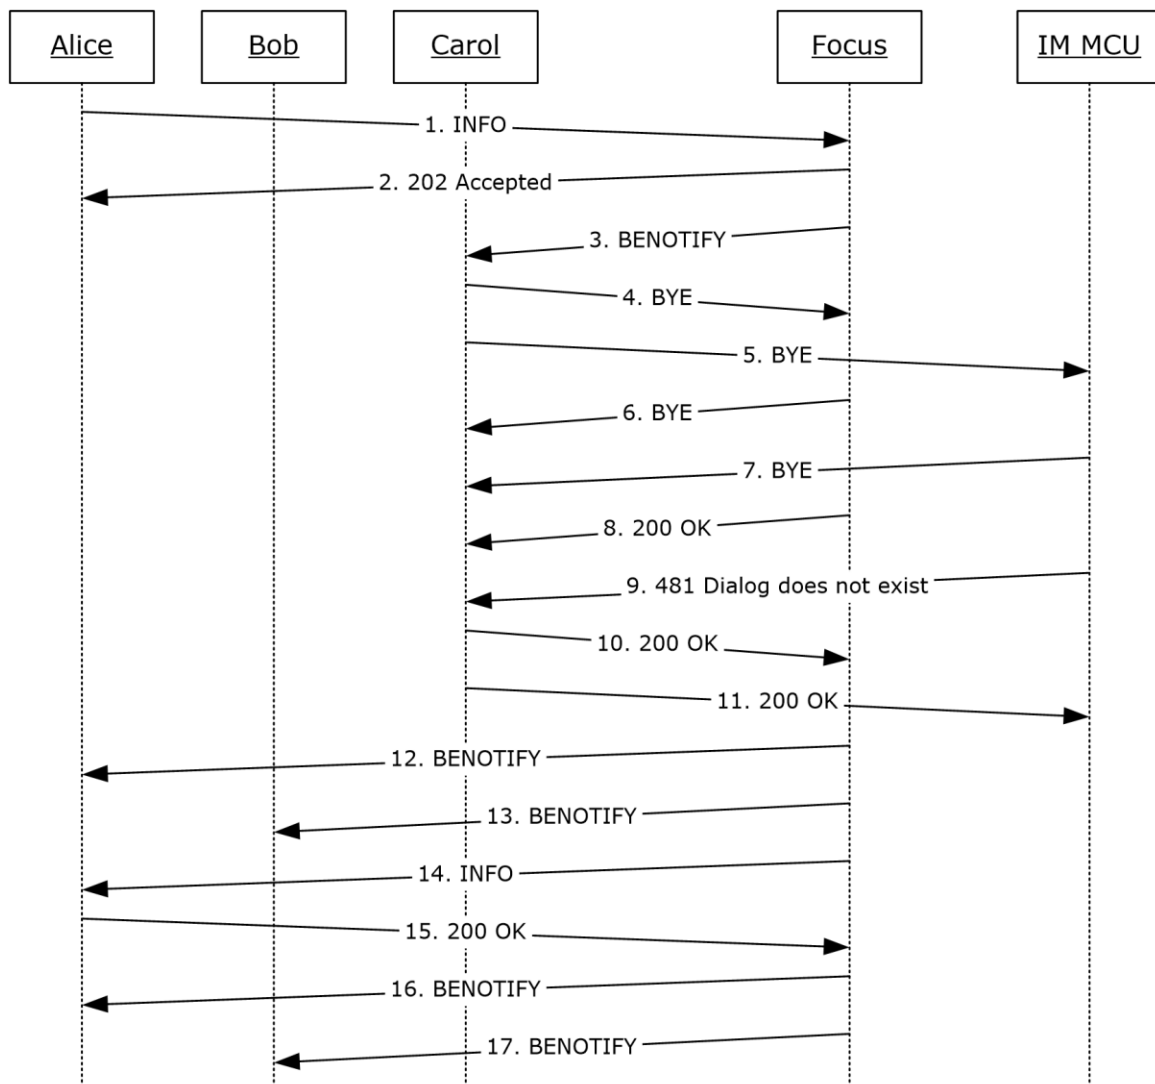 Alice
Bob
Carol
Focus
IM MCU
1. INFO
2. 202 Accepted
3. BENOTIFY
4. BYE
5. BYE
6. BYE
7. BYE
8. 200 OK
9. 481 Dialog does not exist
10. 200 OK
11. 200 OK
12. BENOTIFY
13. BENOTIFY
14. INFO
15. 200 OK
16. BENOTIFY
17. BENOTIFY